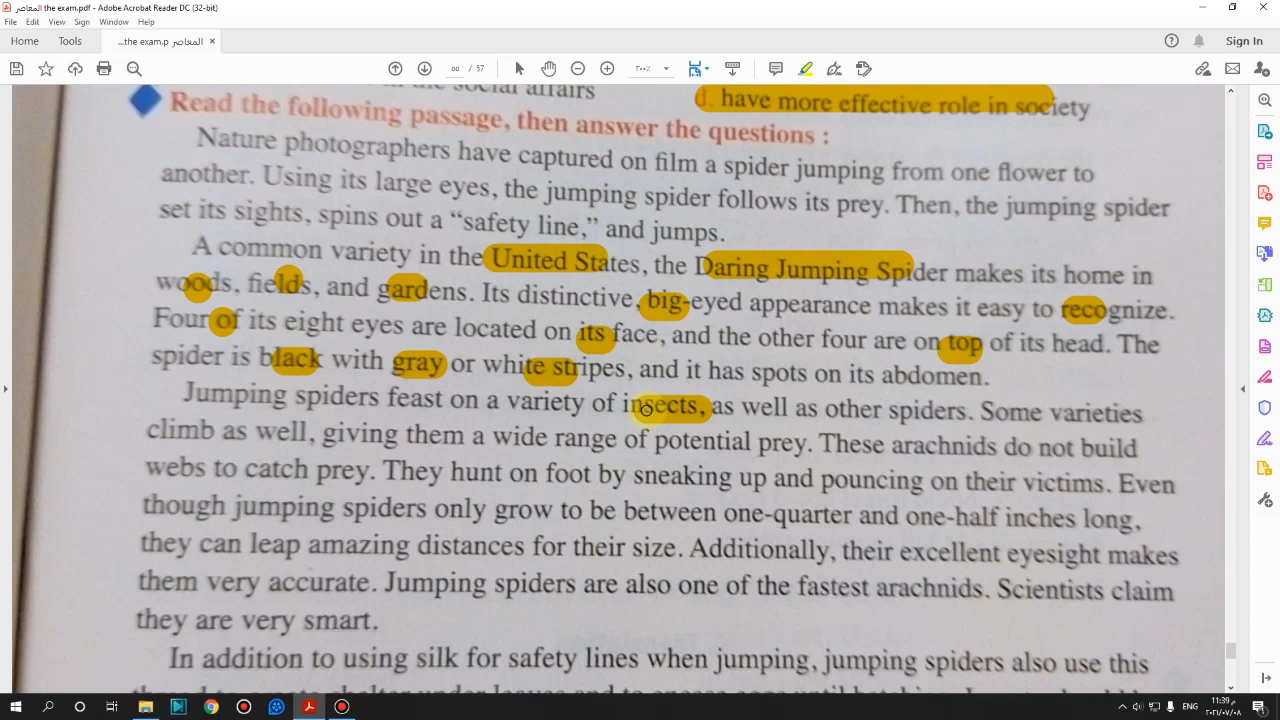 المعاصر the exam.pdf - Adobe Acrobat Reader DC (32-bit)
File Edit View Sign Window Help
Home Tools المعاصر the exam.p... × Sign In
٥٥ / 57
social affairs d. have more effective role in society
Read the following passage, then answer the questions :
Nature photographers have captured on film a spider jumping from one flower to
another. Using its large eyes, the jumping spider follows its prey. Then, the jumping spider
set its sights, spins out a “safety line,” and jumps.
A common variety in the United States, the Daring Jumping Spider makes its home in
woods, fields, and gardens. Its distinctive, big-eyed appearance makes it easy to recognize.
Four of its eight eyes are located on its face, and the other four are on top of its head. The
spider is black with gray or white stripes, and it has spots on its abdomen.
Jumping spiders feast on a variety of insects, as well as other spiders. Some varieties
climb as well, giving them a wide range of potential prey. These arachnids do not build
webs to catch prey. They hunt on foot by sneaking up and pouncing on their victims. Even
though jumping spiders only grow to be between one-quarter and one-half inches long,
they can leap amazing distances for their size. Additionally, their excellent eyesight makes
them very accurate. Jumping spiders are also one of the fastest arachnids. Scientists claim
they are very smart.
In addition to using silk for safety lines when jumping, jumping spiders also use this
ENG م 11:39